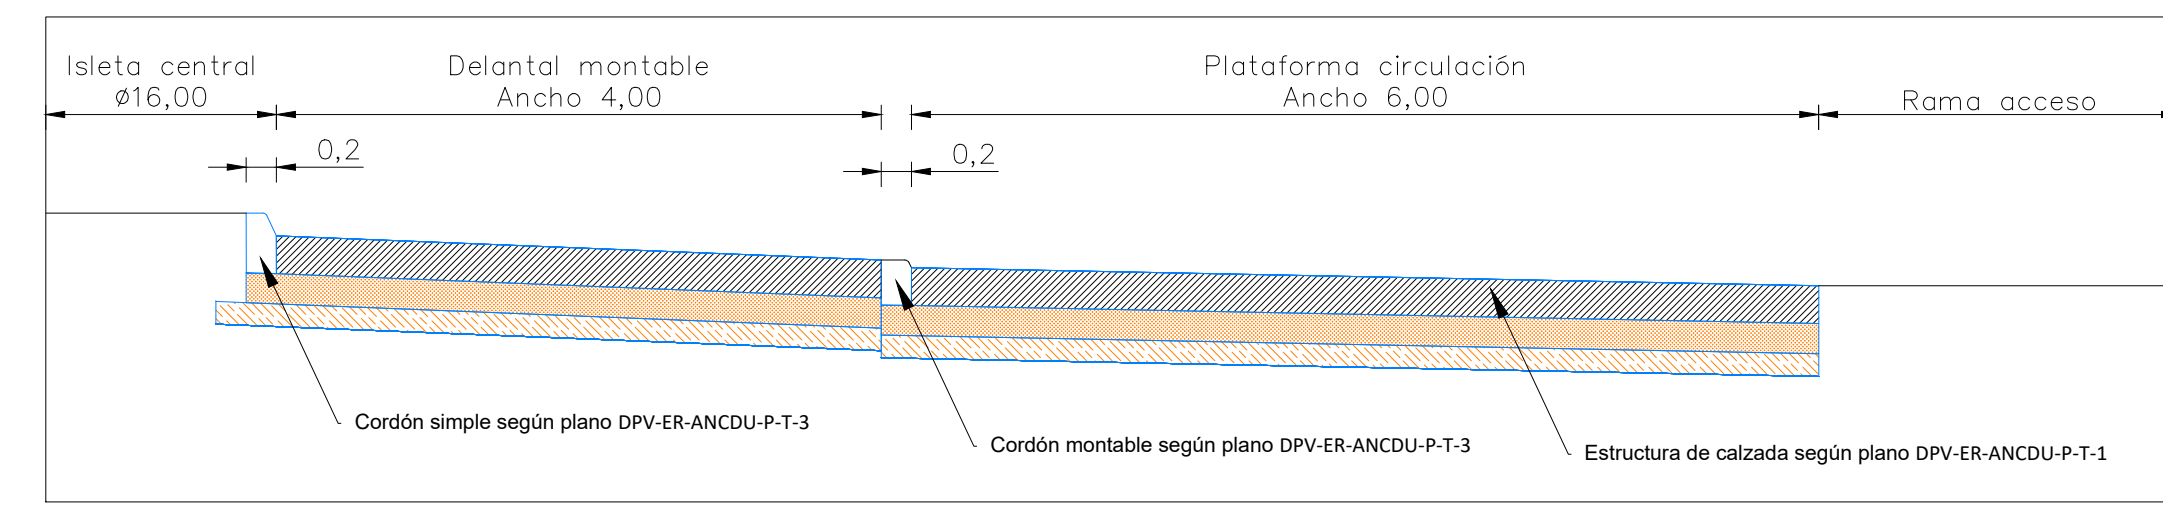 Isleta central
ø16,00
Delantal montable
Ancho 4,00
Plataforma circulación
Ancho 6,00
Rama acceso
0,2
0,2
Cordón simple según plano DPV-ER-ANCDU-P-T-3
Cordón montable según plano DPV-ER-ANCDU-P-T-3
Estructura de calzada según plano DPV-ER-ANCDU-P-T-1